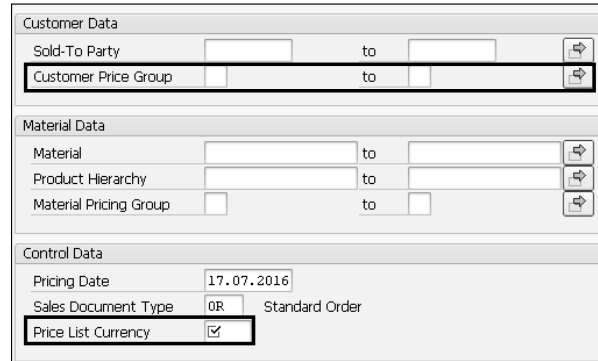 Customer Data
Sold-To Party to
Customer Price Group to
Material Data
Material to
Product Hierarchy to
Material Pricing Group to
Control Data
Pricing Date 17.07.2016
Sales Document Type OR Standard Order
Price List Currency